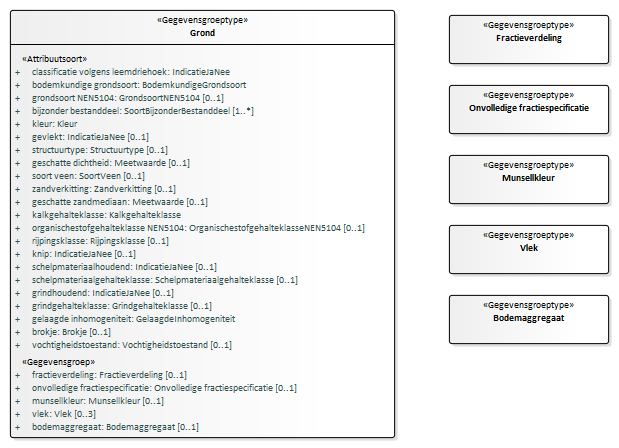 «Gegevensgroeptype»
Grond
«Attribuutsoort»
+ classificatie volgens leemdriehoek: IndicatieJaNee
+ bodemkundige grondsoort: BodemkundigeGrondsoort
+ grondsoort NEN5104: GrondsoortNEN5104 [0..1]
+ bijzonder bestanddeel: SoortBijzonderBestanddeel [1..*]
+ kleur: Kleur
+ gevlekt: IndicatieJaNee [0..1]
+ structuurtype: Structuurtype [0..1]
+ geschatte dichtheid: Meetwaarde [0..1]
+ soort veen: SoortVeen [0..1]
+ zandverkitting: Zandverkitting [0..1]
+ geschatte zandmediaan: Meetwaarde [0..1]
+ kalkgehalteklasse: Kalkgehalteklasse
+ organischestofgehalteklasse NEN5104: OrganischestofgehalteklasseNEN5104 [0..1]
+ rijpingsklasse: Rijpingsklasse [0..1]
+ knip: IndicatieJaNee [0..1]
+ schelpmateriaalhoudend: IndicatieJaNee [0..1]
+ schelpmateriaalgehalteklasse: Schelpmateriaalgehalteklasse [0..1]
+ grindhoudend: IndicatieJaNee [0..1]
+ grindgehalteklasse: Grindgehalteklasse [0..1]
+ gelaagde inhomogeniteit: GelaagdeInhomogeniteit
+ brokje: Brokje [0..1]
+ vochtigheidstoestand: Vochtigheidstoestand [0..1]
«Gegevensgroep»
+ fractieverdeling: Fractieverdeling [0..1]
+ onvolledige fractiespecificatie: Onvolledige fractiespecificatie [0..1]
+ munsellkleur: Munsellkleur [0..1]
+ vlek: Vlek [0..3]
+ bodemaggregaat: Bodemaggregaat [0..1]
«Gegevensgroeptype»
Fractieverdeling
«Gegevensgroeptype»
Onvolledige fractiespecificatie
«Gegevensgroeptype»
Munsellkleur
«Gegevensgroeptype»
Vlek
«Gegevensgroeptype»
Bodemaggregaat